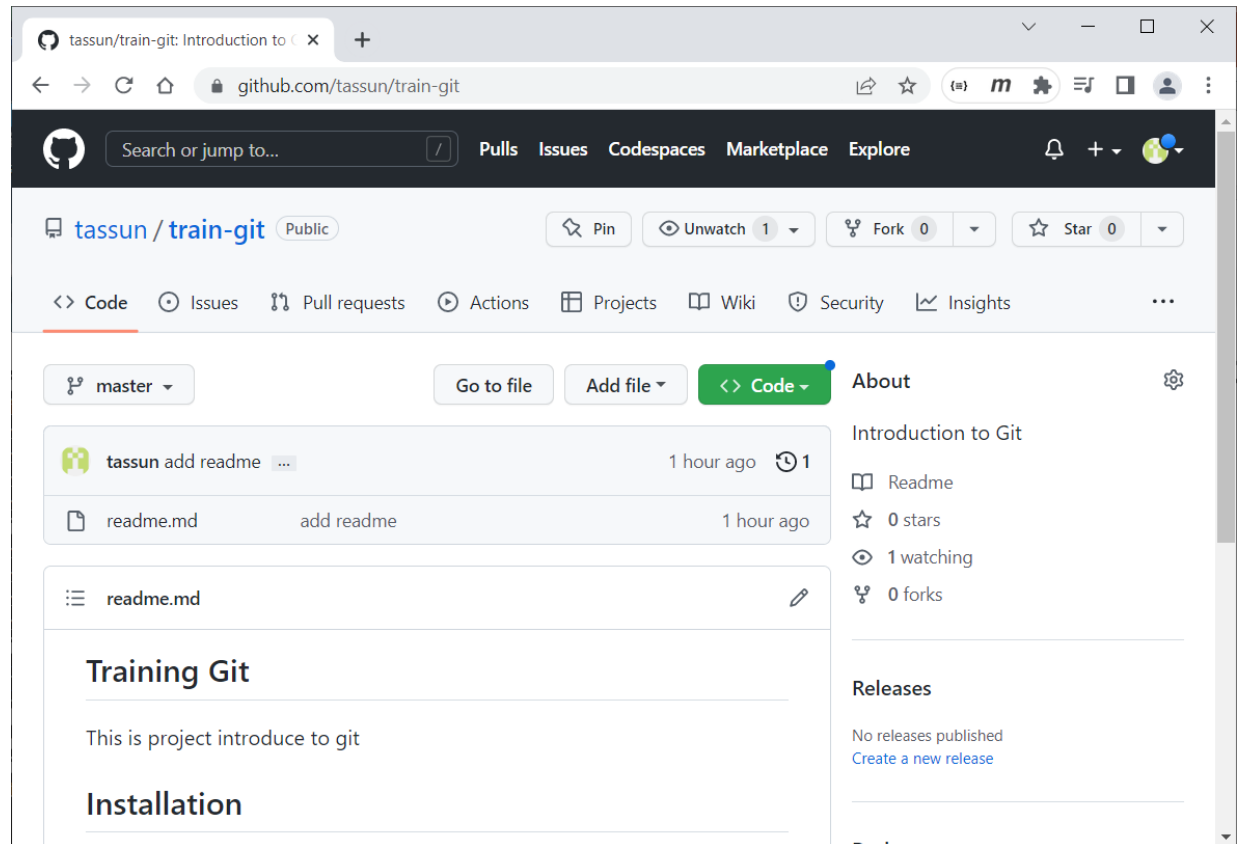 tassun/train-git: Introduction to G
github.com/tassun/train-git
{=} m
Search or jump to... / Pulls Issues Codespaces Marketplace Explore
tassun / train-git Public Pin Unwatch 1 Fork 0 Star 0
<> Code Issues Pull requests Actions Projects Wiki Security Insights ...
master Go to file Add file <> Code
tassun add readme ... 1 hour ago 1
readme.md add readme 1 hour ago
readme.md
Training Git
This is project introduce to git
Installation
About
Introduction to Git
Readme
0 stars
1 watching
0 forks
Releases
No releases published
Create a new release